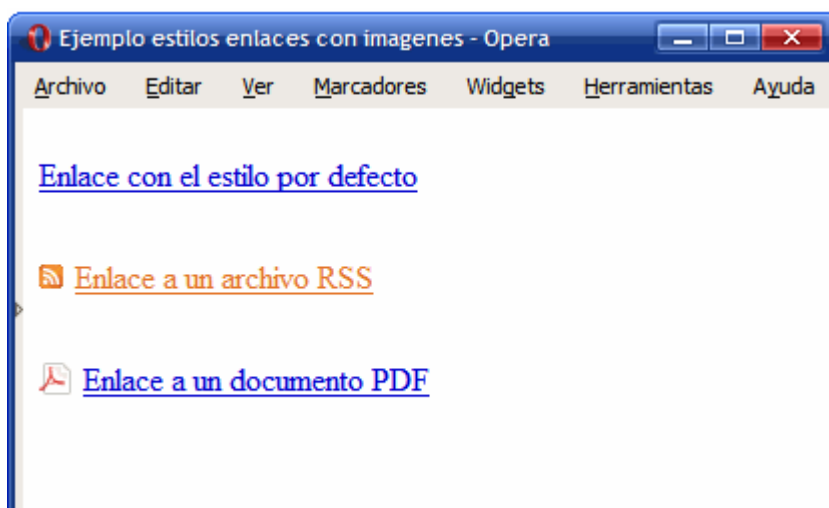 Ejemplo estilos enlaces con imagenes - Opera
Archivo Editar Ver Marcadores Widgets Herramientas Ayuda
Enlace con el estilo por defecto
Enlace a un archivo RSS
Enlace a un documento PDF